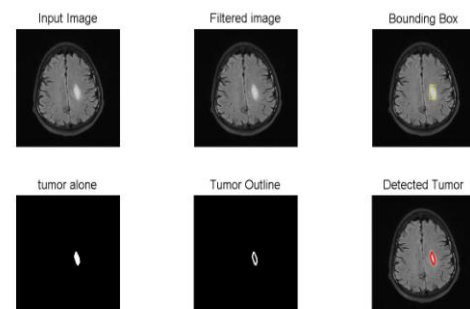 Input Image
Filtered image
Bounding Box
tumor alone
Tumor Outline
Detected Tumor